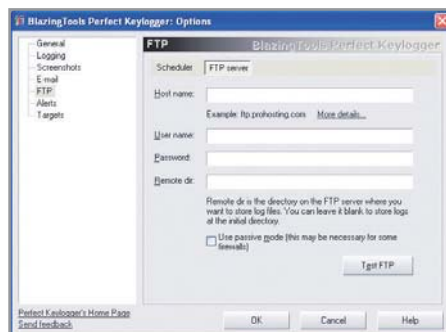 BlazingTools Perfect Keylogger: Options
General
Logging
Screenshots
E-mail
FTP
Alerts
Targets
FTP
BlazingTools Perfect Keylogger
Scheduler
FTP server
Host name:
Example: ftp.prohosting.com More details...
User name:
Password:
Remote dir:
Remote dir is the directory on the FTP server where you
want to store log files. You can leave it blank to store logs
at the initial directory.
Use passive mode (this may be necessary for some
firewalls)
Test FTP
Perfect Keylogger's Home Page
Send feedback
OK
Cancel
Help